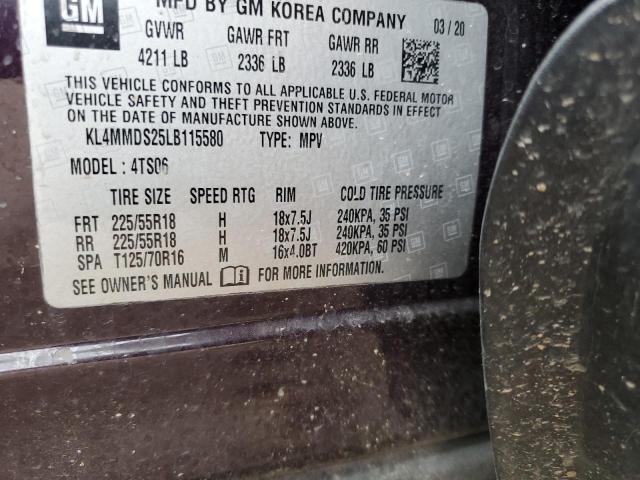 GM
MFD BY GM KOREA COMPANY
03/20
GVWR GAWR FRT GAWR RR
4211 LB 2336 LB 2336 LB
THIS VEHICLE CONFORMS TO ALL APPLICABLE U.S. FEDERAL MOTOR
VEHICLE SAFETY AND THEFT PREVENTION STANDARDS IN EFFECT
ON THE DATE OF MANUFACTURE SHOWN ABOVE.
KL4MMDS25LB115580 TYPE: MPV
MODEL : 4TS06
TIRE SIZE SPEED RTG RIM COLD TIRE PRESSURE
FRT 225/55R18 H 18x7.5J 240KPA, 35 PSI
RR 225/55R18 H 18x7.5J 240KPA, 35 PSI
SPA T125/70R16 M 16x4.0BT 420KPA, 60 PSI
SEE OWNER'S MANUAL FOR MORE INFORMATION.